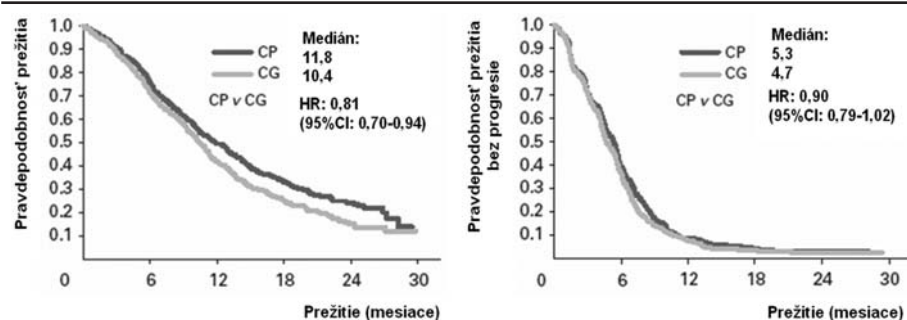 Pravdepodobnosť prežitia
1.0
0.9
0.8
0.7
0.6
0.5
0.4
0.3
0.2
0.1
0
6
12
18
24
30
Prežitie (mesiace)
CP
CG
CP v CG
Medián:
11,8
10,4
HR: 0,81
(95%CI: 0,70-0,94)
Pravdepodobnosť prežitia
bez progresie
1.0
0.9
0.8
0.7
0.6
0.5
0.4
0.3
0.2
0.1
0
6
12
18
24
30
Prežitie (mesiace)
CP
CG
CP v CG
Medián:
5,3
4,7
HR: 0,90
(95%CI: 0,79-1,02)